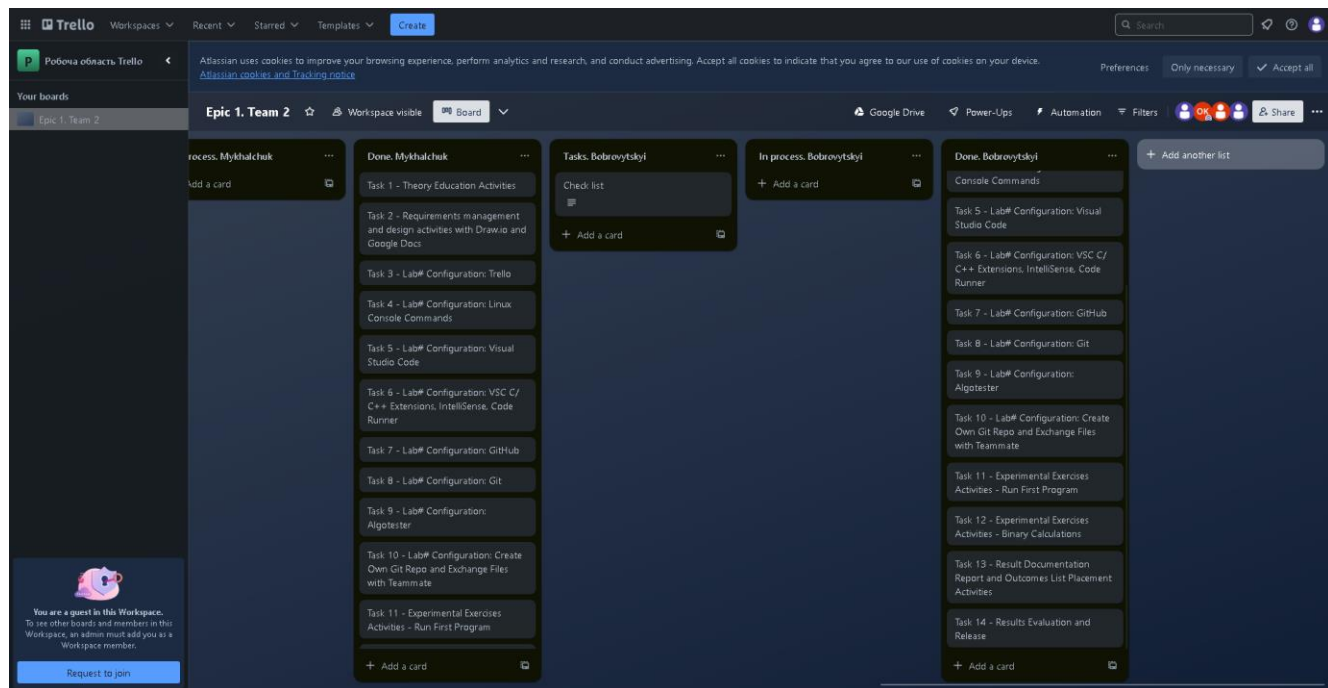 Trello
Workspaces
Recent
Starred
Templates
Create
Search
P
Робоча область Trello
Your boards
Epic 1. Team 2
Atlassian uses cookies to improve your browsing experience, perform analytics and research, and conduct advertising. Accept all cookies to indicate that you agree to our use of cookies on your device.
Atlassian cookies and Tracking notice
Preferences
Only necessary
Accept all
Epic 1. Team 2
Workspace visible
Board
Google Drive
Power-Ups
Automation
Filters
OK
Share
rocess. Mykhalchuk
Add a card
Done. Mykhalchuk
Task 1 - Theory Education Activities
Task 2 - Requirements management
and design activities with Draw.io and
Google Docs
Task 3 - Lab# Configuration: Trello
Task 4 - Lab# Configuration: Linux
Console Commands
Task 5 - Lab# Configuration: Visual
Studio Code
Task 6 - Lab# Configuration: VSC C/
C++ Extensions, IntelliSense, Code
Runner
Task 7 - Lab# Configuration: GitHub
Task 8 - Lab# Configuration: Git
Task 9 - Lab# Configuration:
Algotester
Task 10 - Lab# Configuration: Create
Own Git Repo and Exchange Files
with Teammate
Task 11 - Experimental Exercises
Activities - Run First Program
+ Add a card
Tasks. Bobrovytskyi
Check list
+ Add a card
In process. Bobrovytskyi
+ Add a card
Done. Bobrovytskyi
Console Commands
Task 5 - Lab# Configuration: Visual
Studio Code
Task 6 - Lab# Configuration: VSC C/
C++ Extensions, IntelliSense, Code
Runner
Task 7 - Lab# Configuration: GitHub
Task 8 - Lab# Configuration: Git
Task 9 - Lab# Configuration:
Algotester
Task 10 - Lab# Configuration: Create
Own Git Repo and Exchange Files
with Teammate
Task 11 - Experimental Exercises
Activities - Run First Program
Task 12 - Experimental Exercises
Activities - Binary Calculations
Task 13 - Result Documentation
Report and Outcomes List Placement
Activities
Task 14 - Results Evaluation and
Release
+ Add a card
+ Add another list
You are a guest in this Workspace.
To see other boards and members in this
Workspace, an admin must add you as a
Workspace member.
Request to join